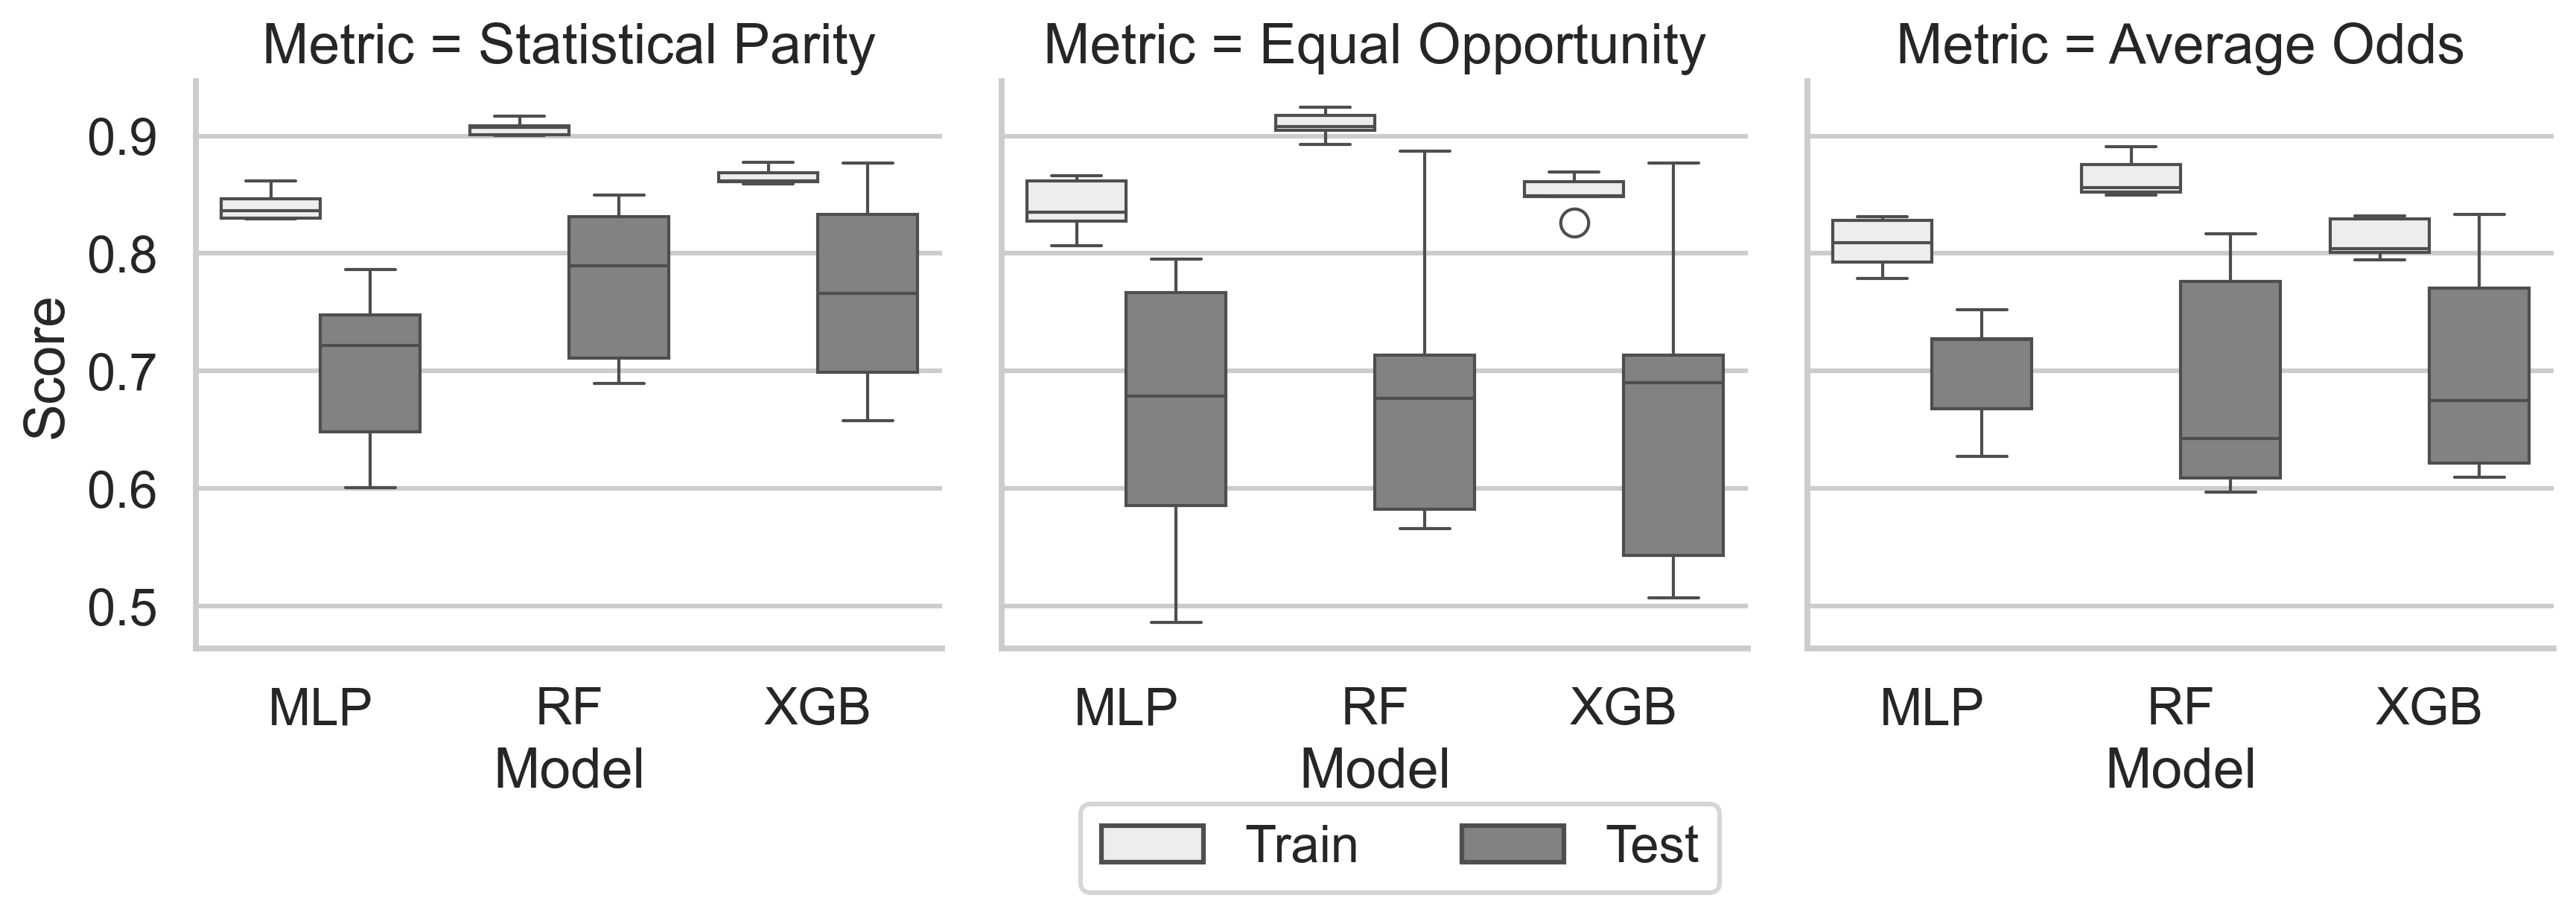 Metric = Statistical Parity
Metric = Equal Opportunity
Metric = Average Odds
Score
0.9
0.8
0.7
0.6
0.5
MLP RF XGB
MLP RF XGB
MLP RF XGB
Model
Model
Model
Train Test